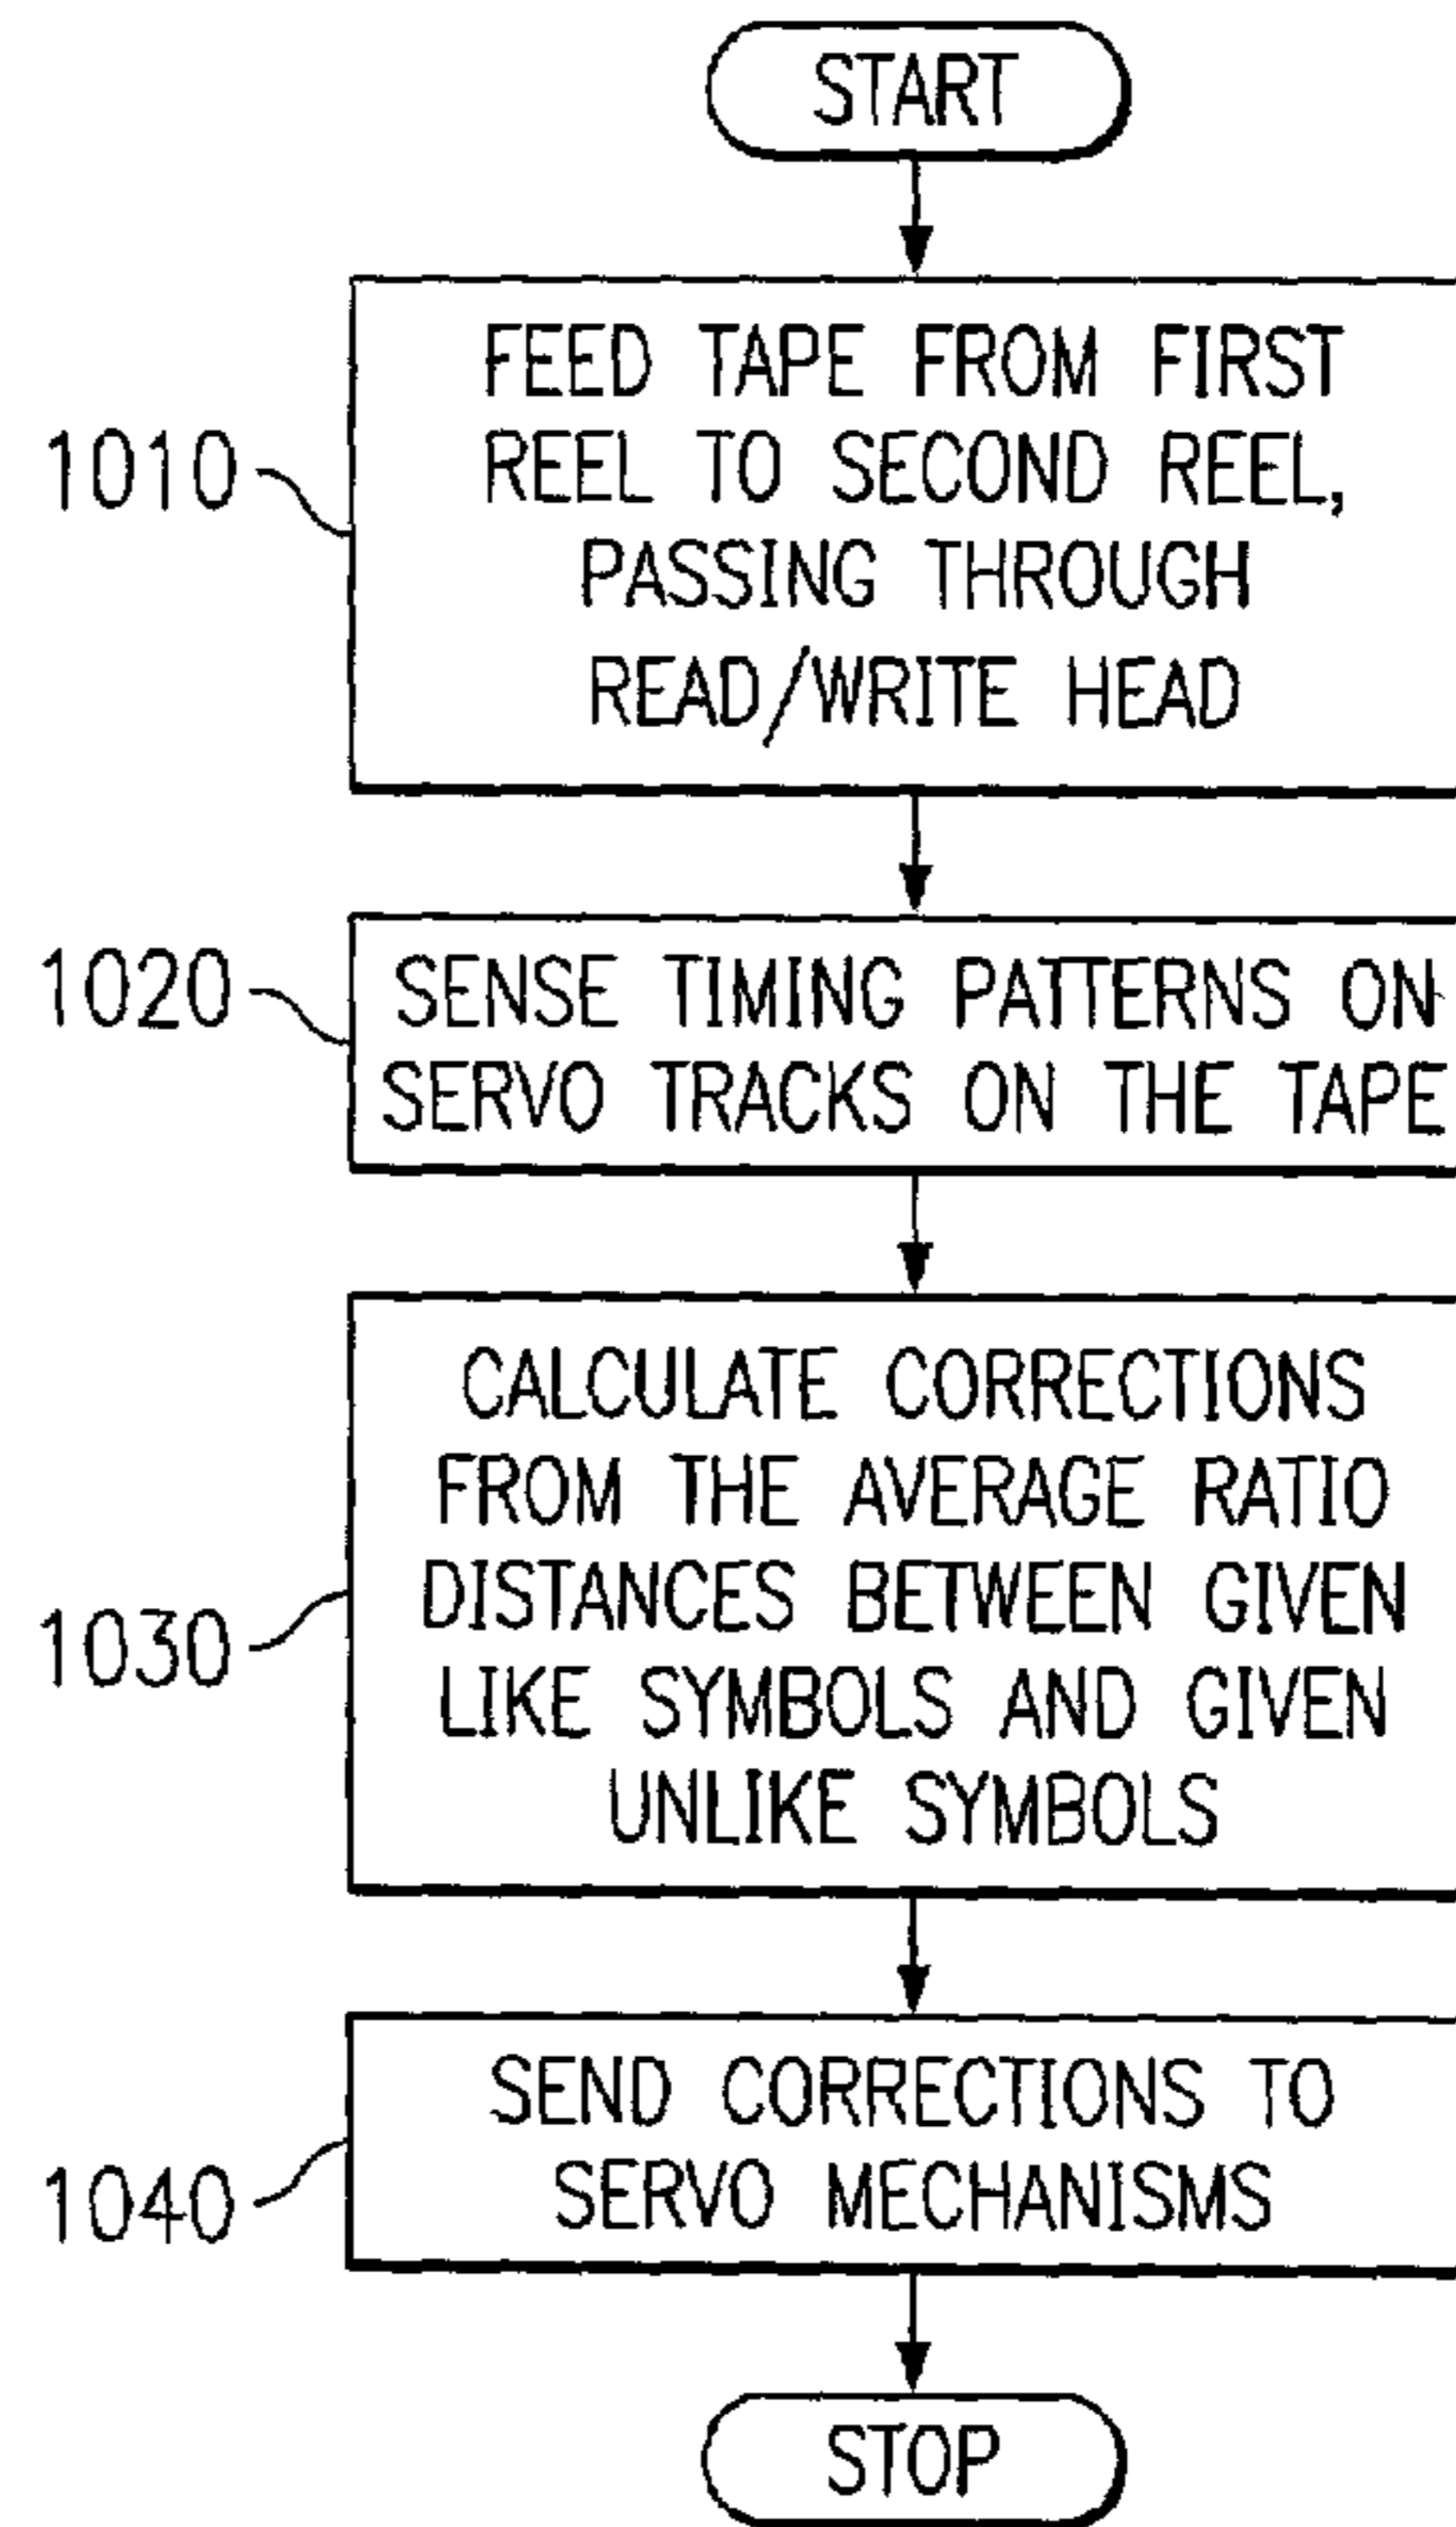 START
FEED TAPE FROM FIRST
REEL TO SECOND REEL,
PASSING THROUGH
READ/WRITE HEAD
1010
SENSE TIMING PATTERNS ON
SERVO TRACKS ON THE TAPE
1020
CALCULATE CORRECTIONS
FROM THE AVERAGE RATIO
DISTANCES BETWEEN GIVEN
LIKE SYMBOLS AND GIVEN
UNLIKE SYMBOLS
1030
SEND CORRECTIONS TO
SERVO MECHANISMS
1040
STOP